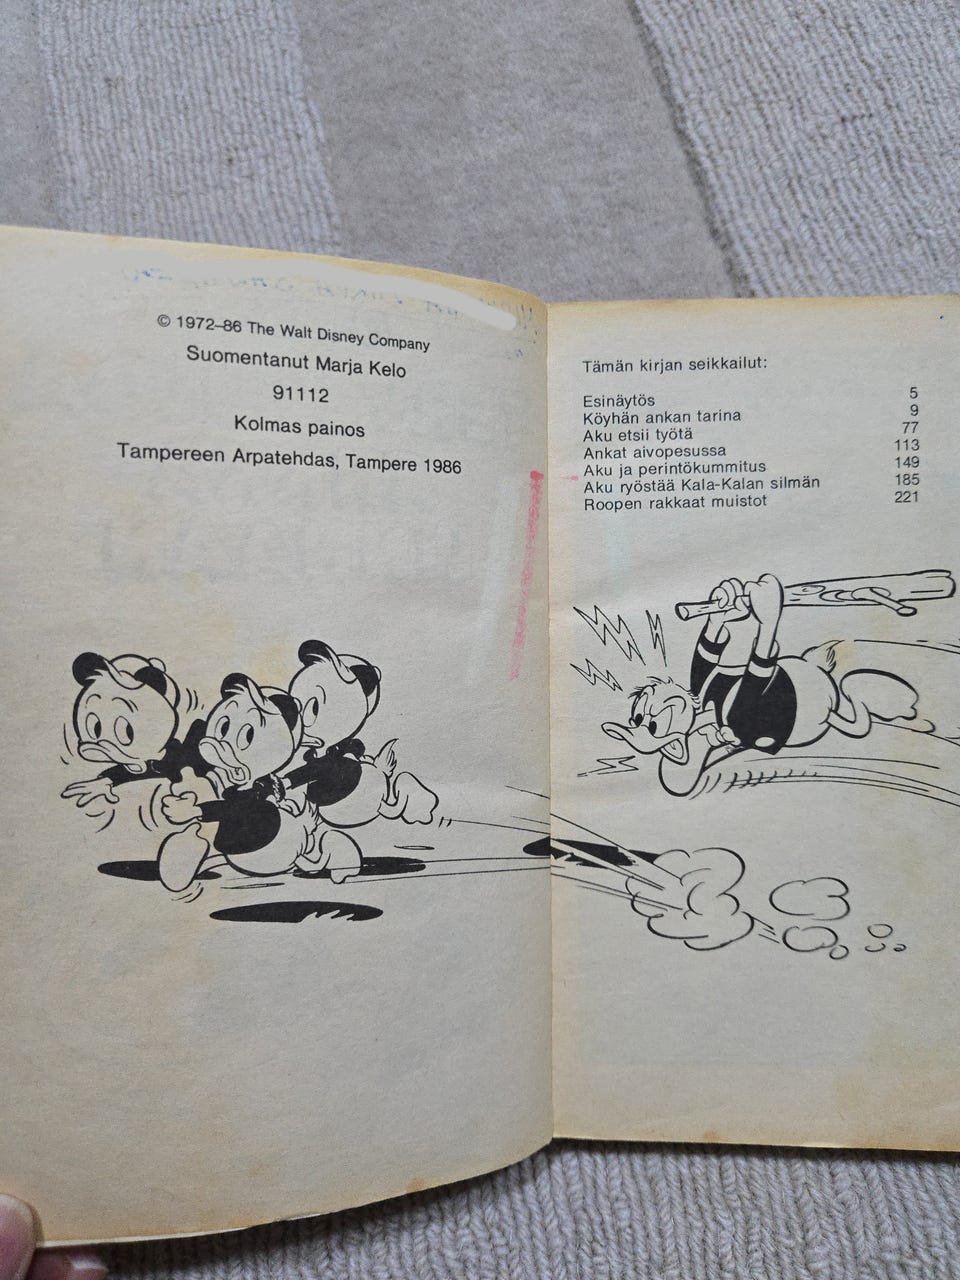 © 1972–86 The Walt Disney Company
Suomentanut Marja Kelo
91112
Kolmas painos
Tampereen Arpatehdas, Tampere 1986
Tämän kirjan seikkailut:
Esinäytös 5
Köyhän ankan tarina 9
Aku etsii työtä 77
Ankat aivopesussa 113
Aku ja perintökummitus 149
Aku ryöstää Kala-Kalan silmän 185
Roopen rakkaat muistot 221